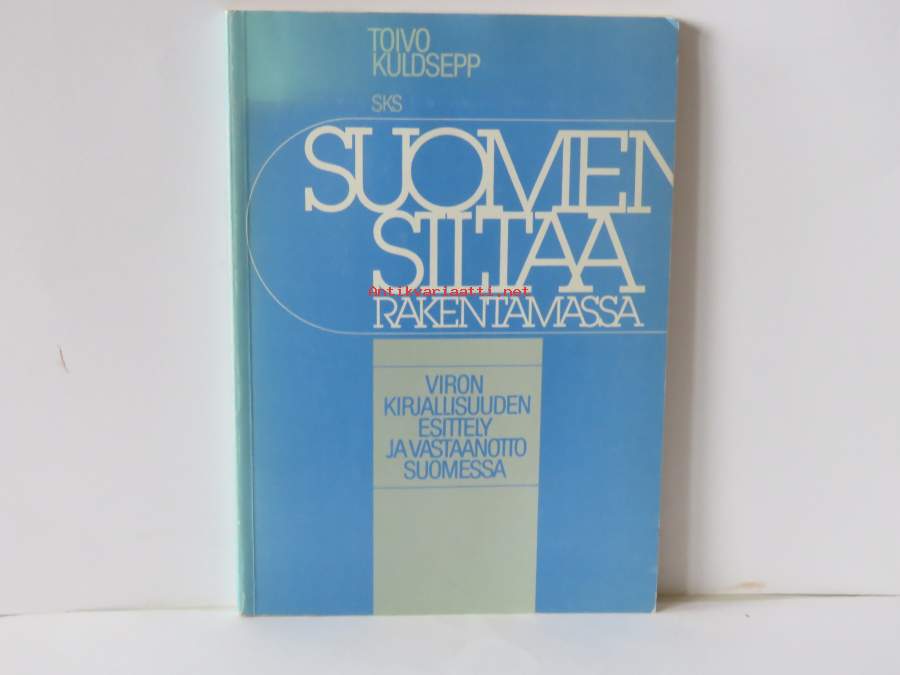 TOIVO
KULDSEPP
SKS
SUOMEN
SILTAA
Antikvariaatti.net
RAKENTAMASSA
VIRON
KIRJALLISUUDEN
ESITTELY
JA VASTAANOTTO
SUOMESSA